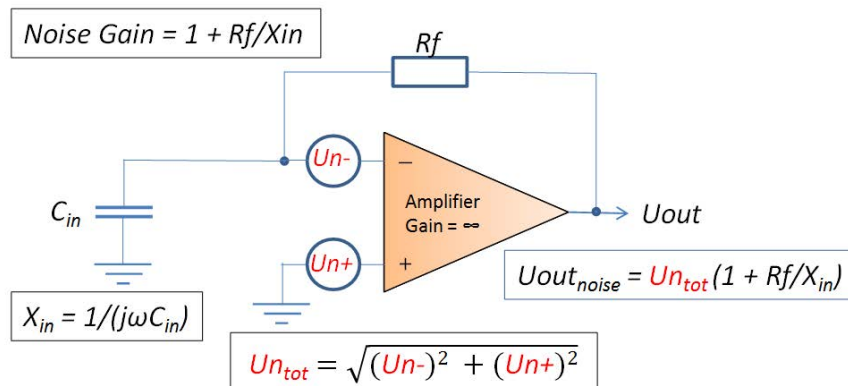 Noise Gain = 1 + Rf/Xin
Rf
Un-
−
Cin
Amplifier
Gain = ∞
Uout
Un+
+
Uoutnoise = Untot(1 + Rf/Xin)
Xin = 1/(jωCin)
Untot = √((Un-)² + (Un+)²)